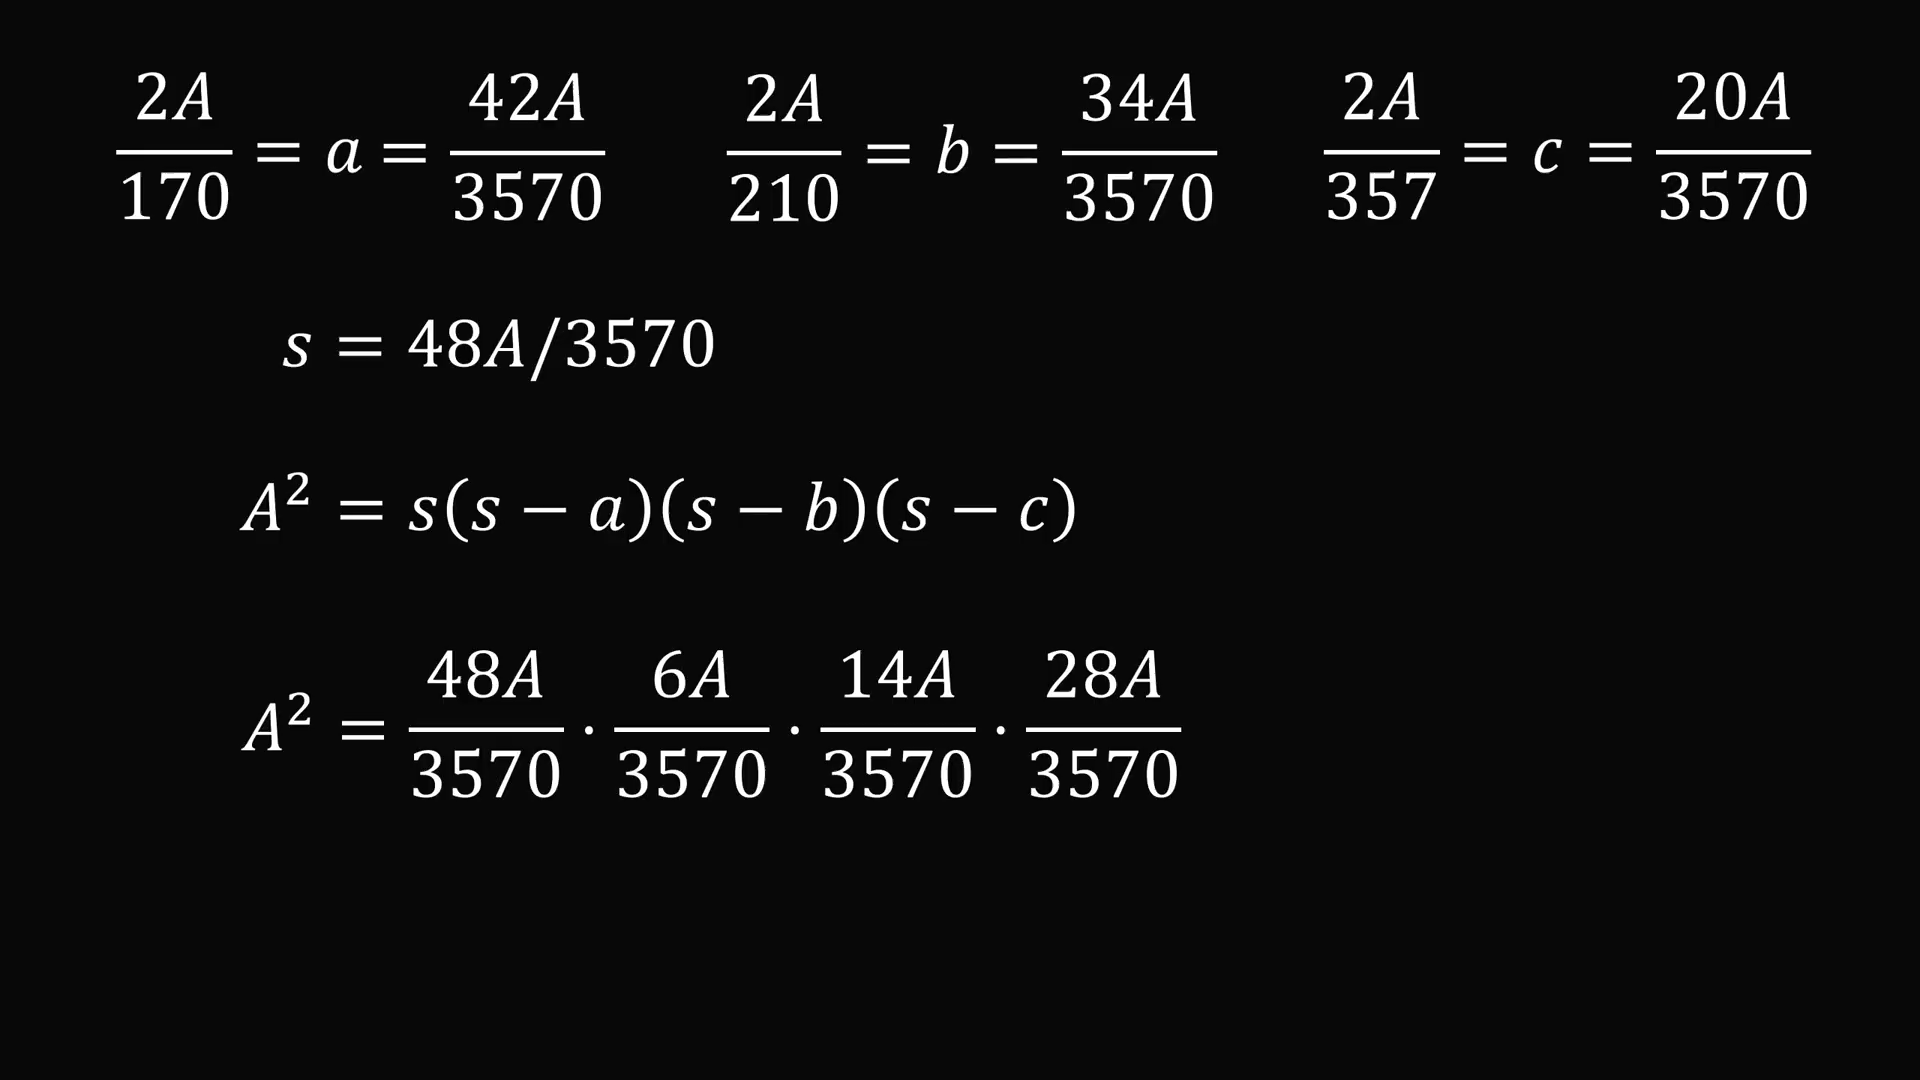 2A/170 = a = 42A/3570    2A/210 = b = 34A/3570    2A/357 = c = 20A/3570
s = 48A/3570
A² = s(s − a)(s − b)(s − c)
A² = 48A/3570 · 6A/3570 · 14A/3570 · 28A/3570